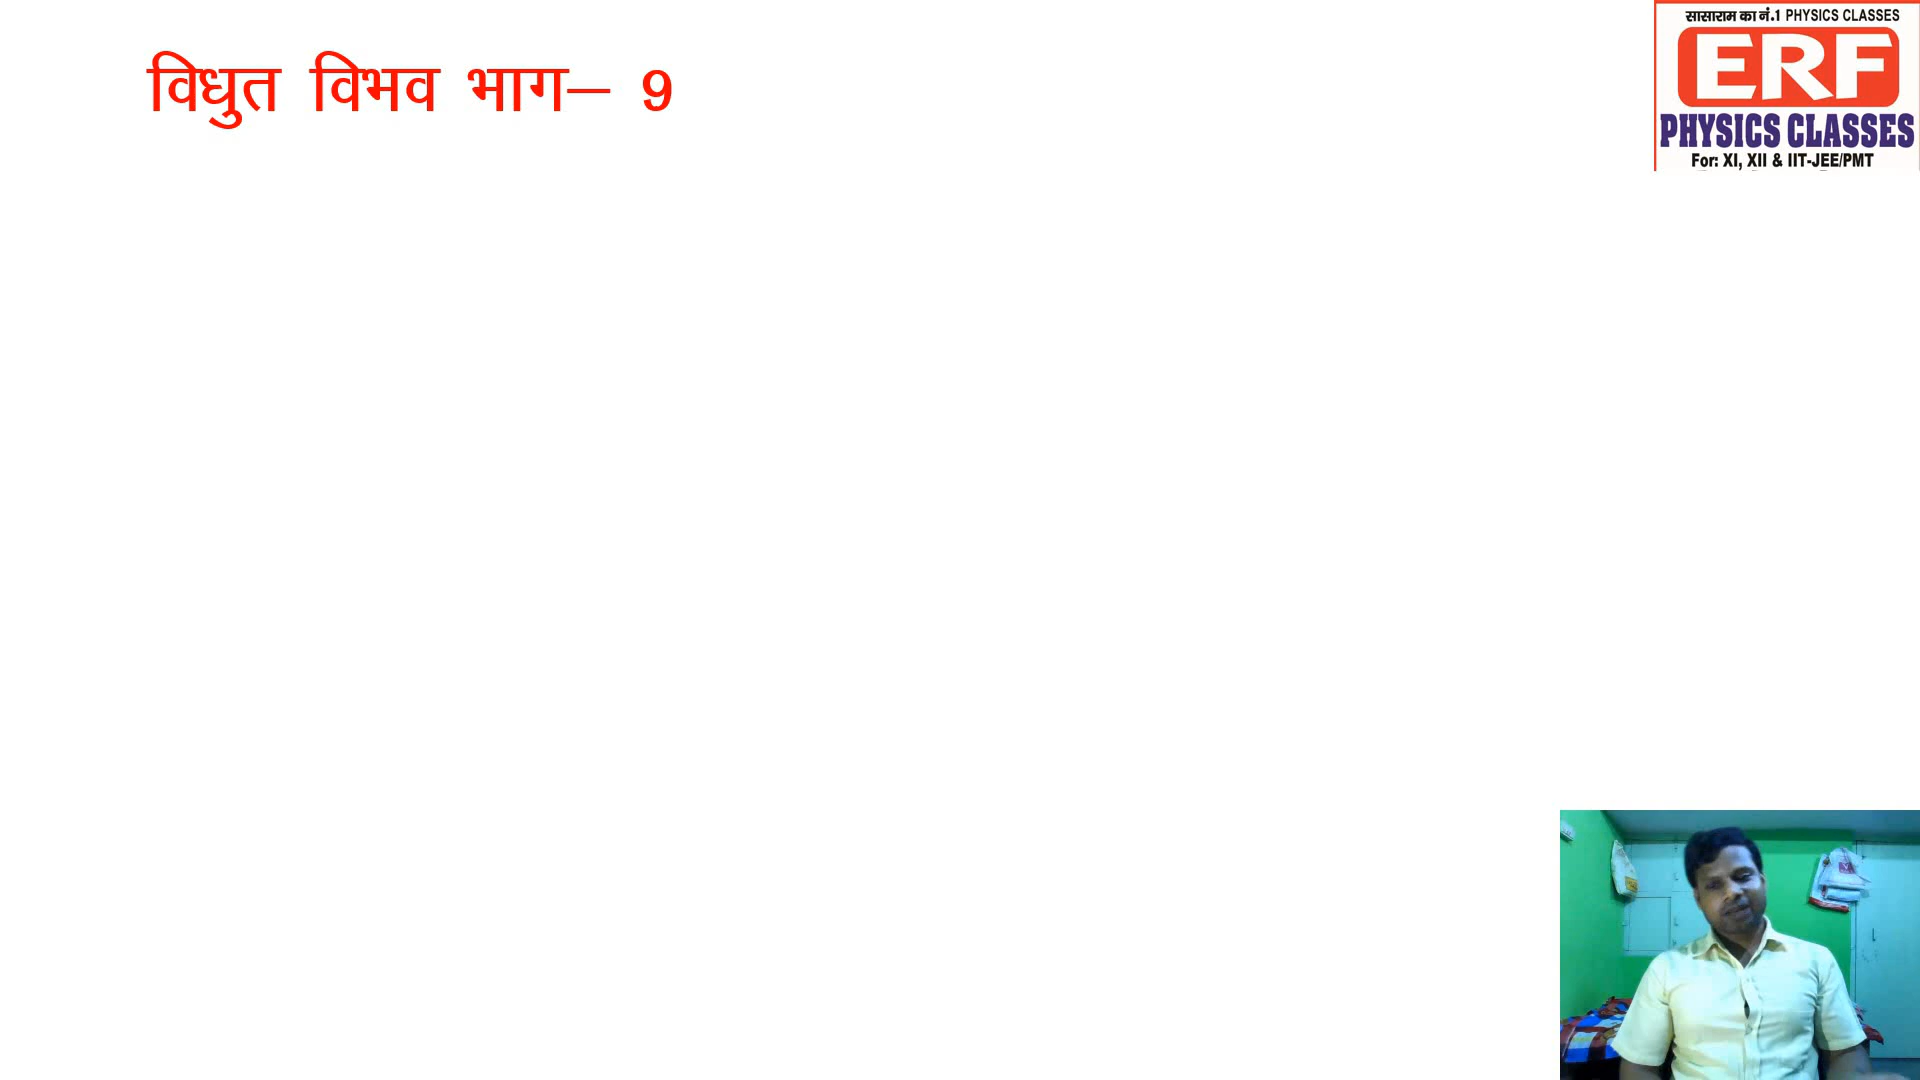 विधुत विभव भाग– 9
सासाराम का नं.1 PHYSICS CLASSES
ERF
PHYSICS CLASSES
For: XI, XII & IIT-JEE/PMT